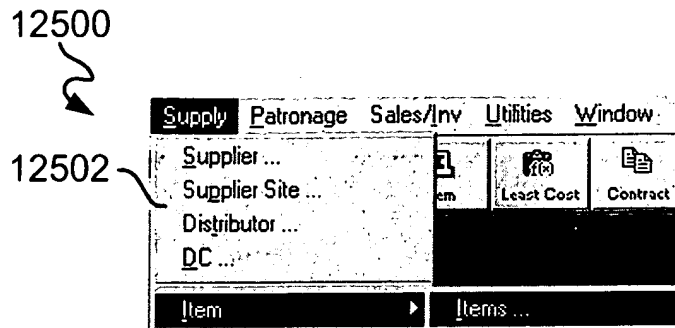 12500
Supply Patronage Sales/Inv Utilities Window
12502
Supplier ...
Supplier Site ...
Distributor ...
DC ...
Least Cost Contract
Item Items ...